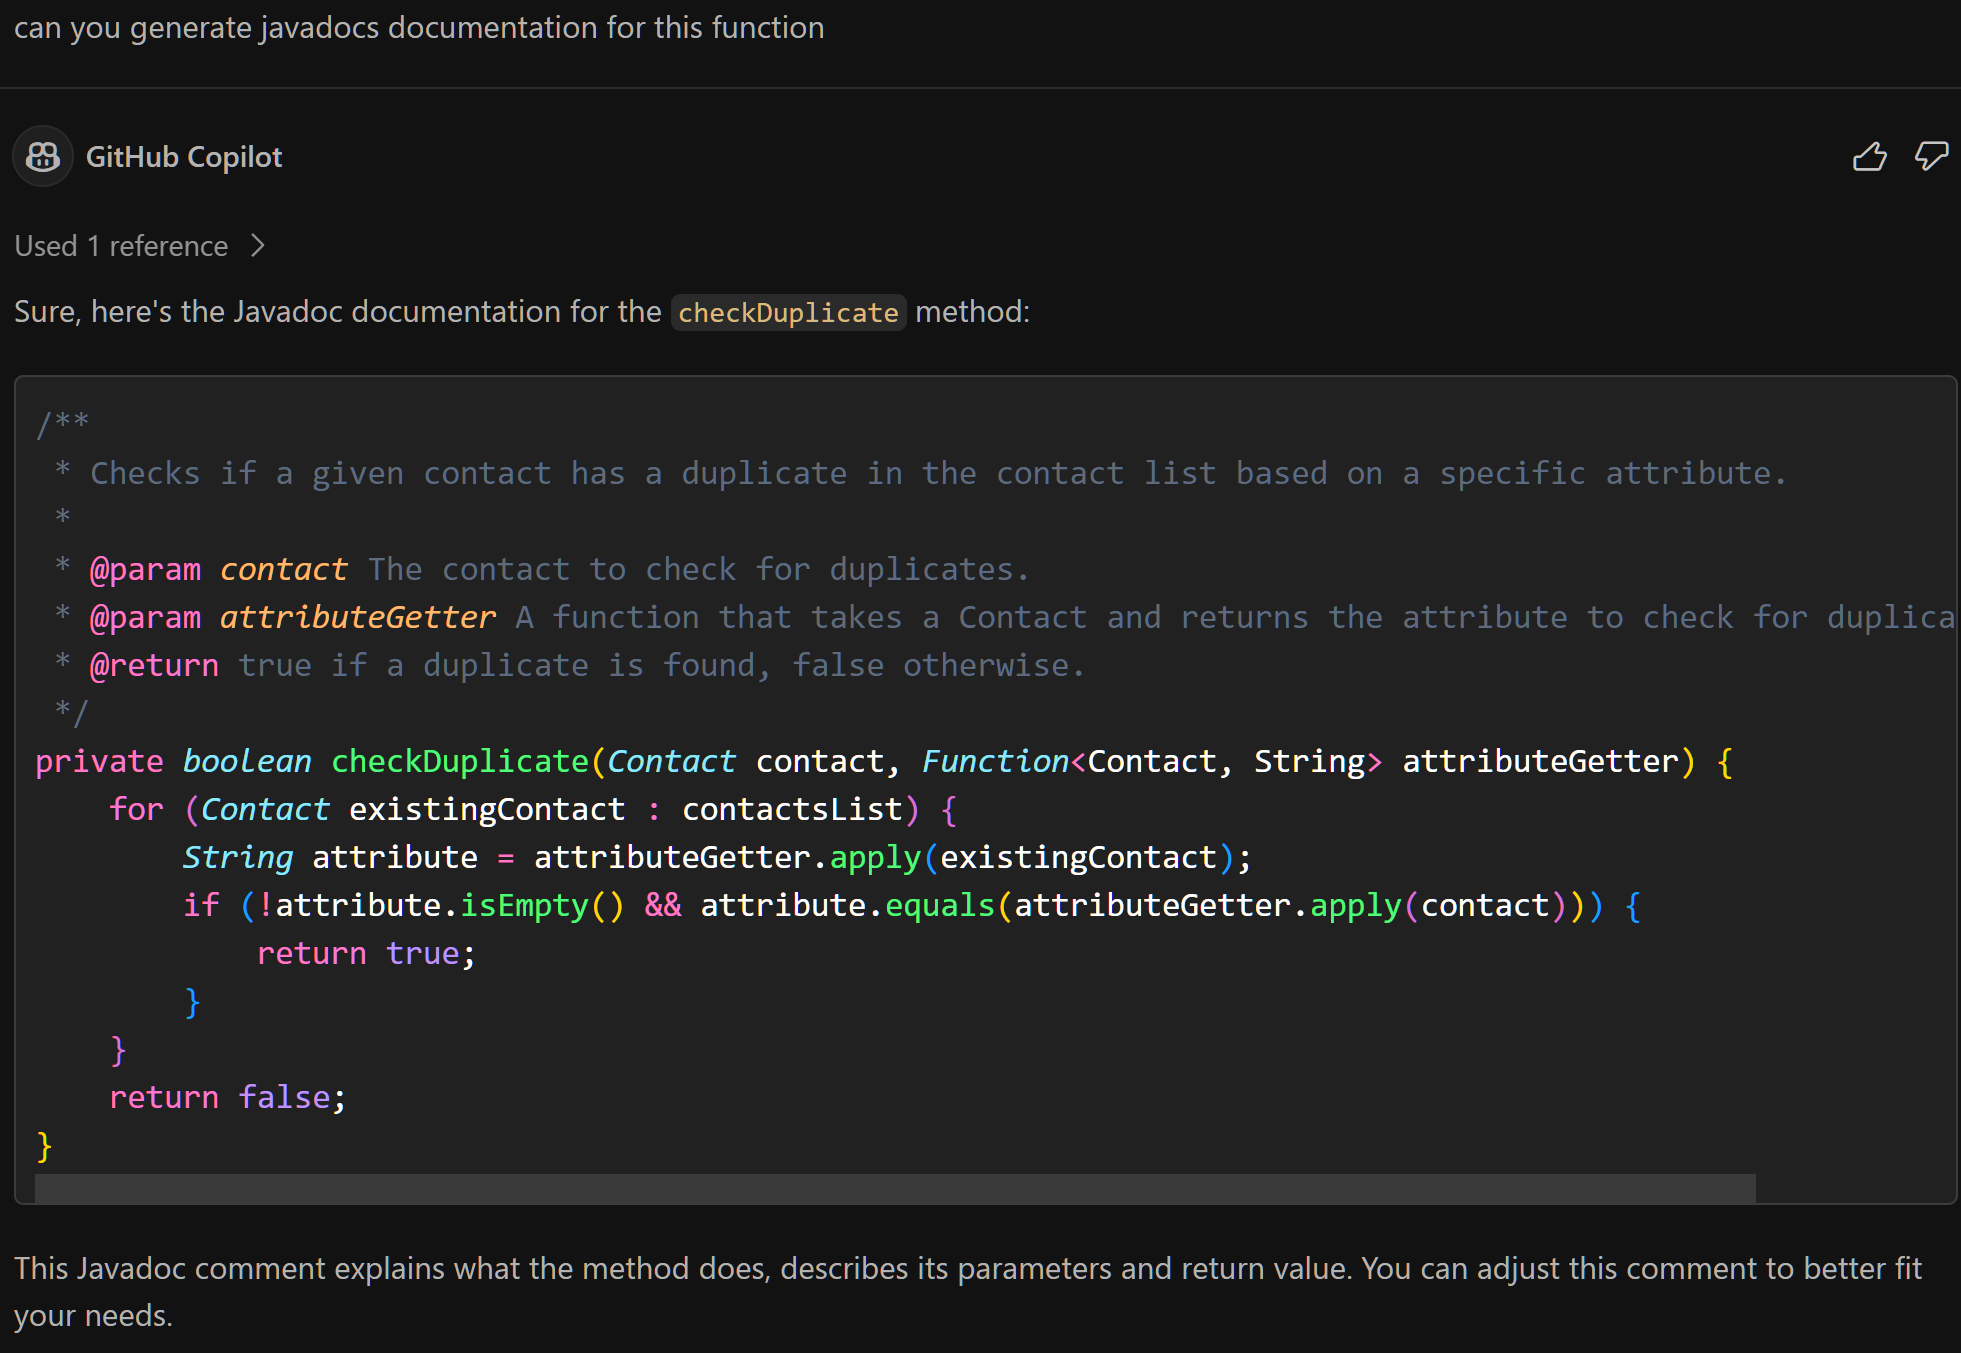 can you generate javadocs documentation for this function
GitHub Copilot
Used 1 reference
Sure, here's the Javadoc documentation for the checkDuplicate method:
/**
 * Checks if a given contact has a duplicate in the contact list based on a specific attribute.
 *
 * @param contact The contact to check for duplicates.
 * @param attributeGetter A function that takes a Contact and returns the attribute to check for duplica
 * @return true if a duplicate is found, false otherwise.
 */
private boolean checkDuplicate(Contact contact, Function<Contact, String> attributeGetter) {
    for (Contact existingContact : contactsList) {
        String attribute = attributeGetter.apply(existingContact);
        if (!attribute.isEmpty() && attribute.equals(attributeGetter.apply(contact))) {
            return true;
        }
    }
    return false;
}
This Javadoc comment explains what the method does, describes its parameters and return value. You can adjust this comment to better fit
your needs.